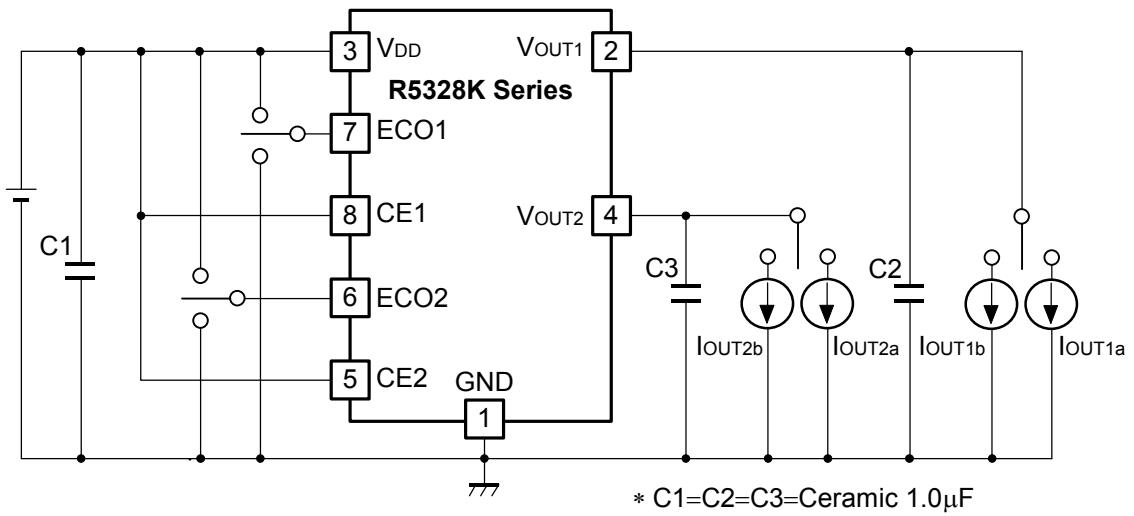 3 VDD VOUT1 2
R5328K Series
7 ECO1
8 CE1 VOUT2 4
C1 C3 C2
6 ECO2
IOUT2b IOUT2a IOUT1b IOUT1a
5 CE2 GND
1
* C1=C2=C3=Ceramic 1.0μF